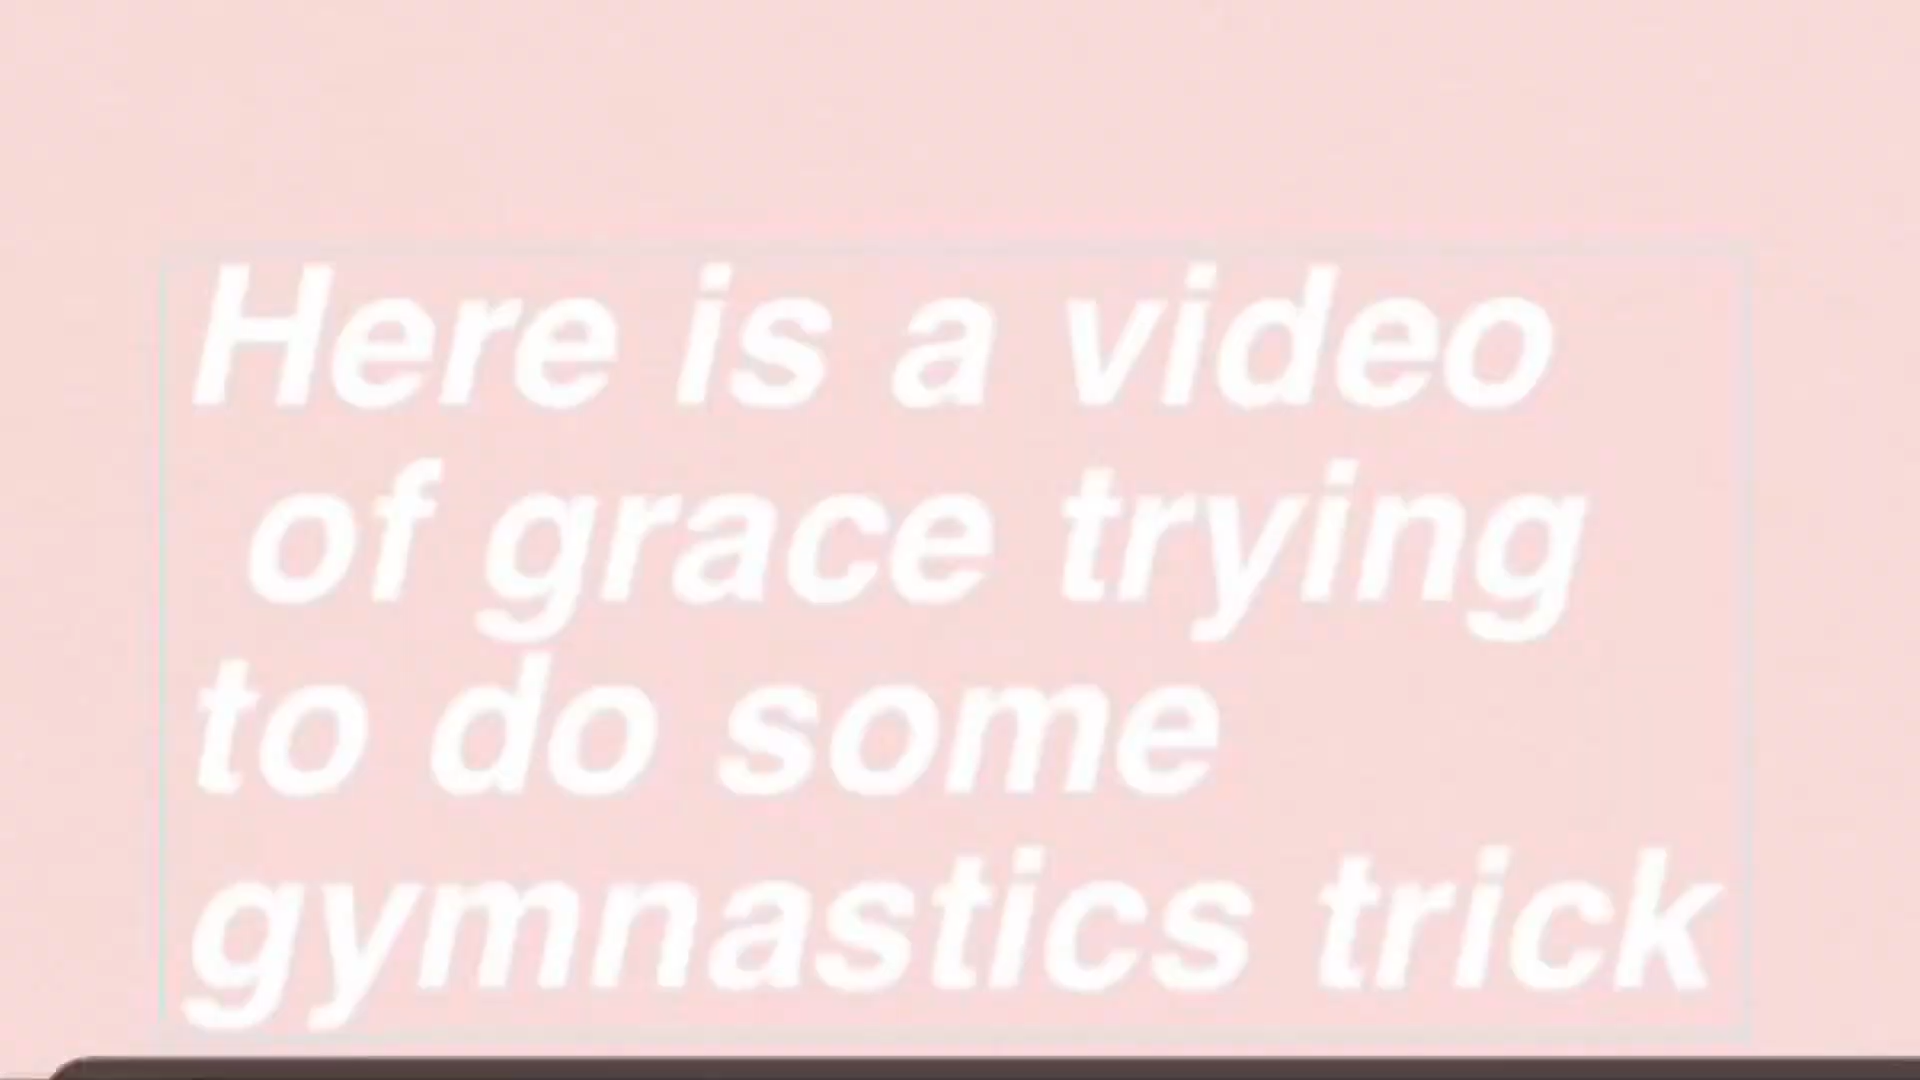 Here is a video
of grace trying
to do some
gymnastics trick